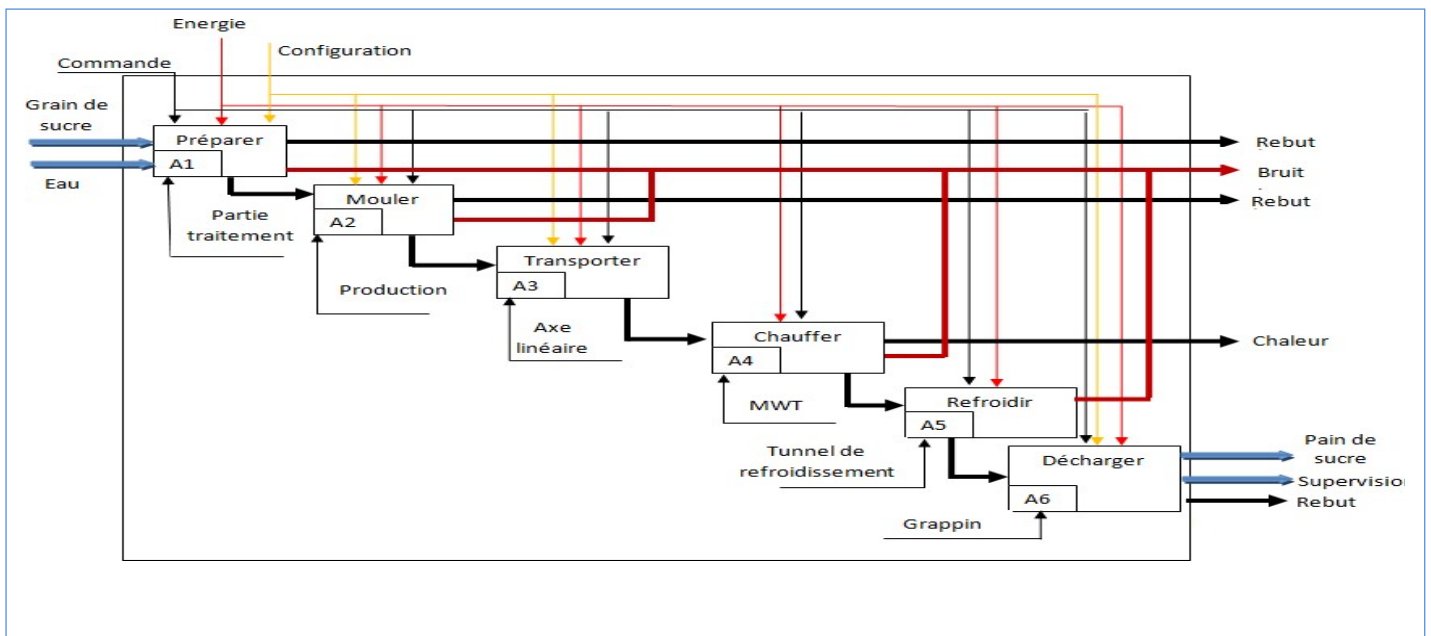 Energie
Configuration
Commande
Grain de
sucre
Préparer
A1
Eau
Rebut
Bruit
Rebut
Mouler
A2
Partie
traitement
Transporter
A3
Production
Axe
linéaire
Chauffer
A4
Chaleur
MWT
Refroidir
A5
Tunnel de
refroidissement
Décharger
A6
Pain de
sucre
Supervisio
Rebut
Grappin